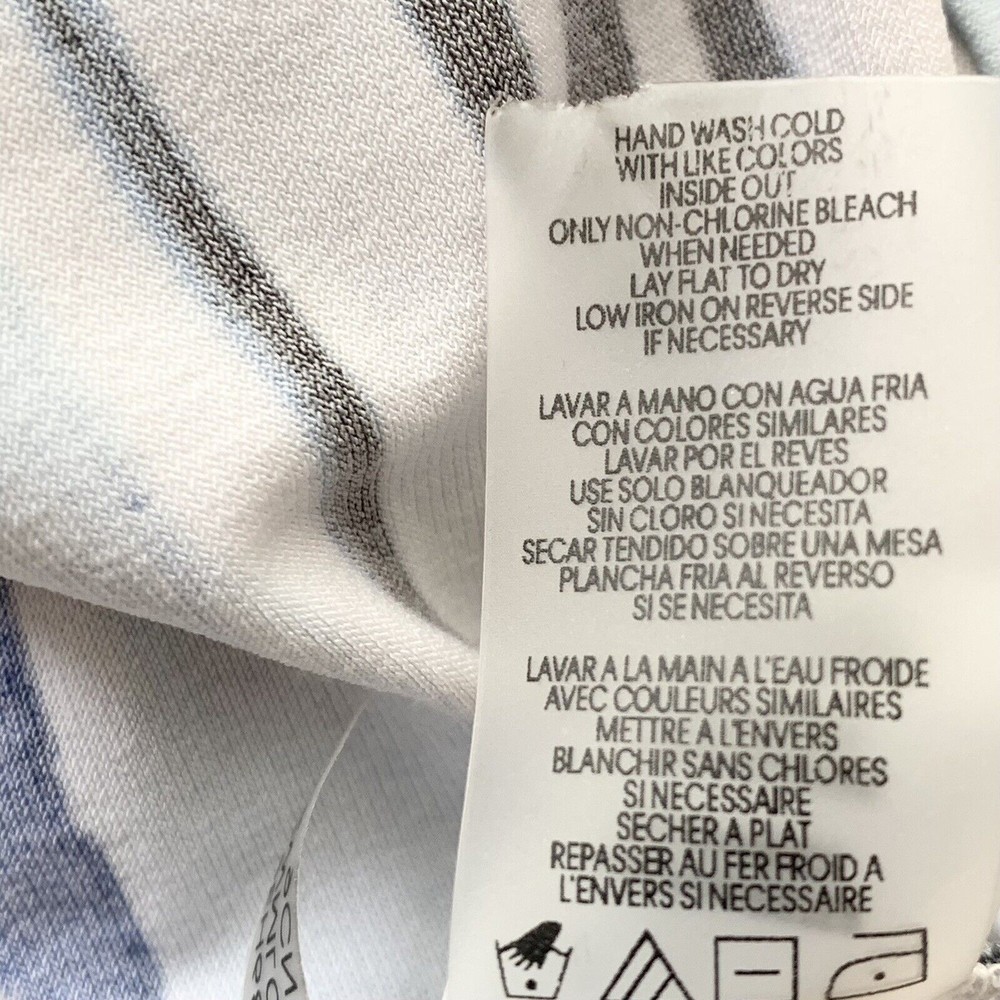 HAND WASH COLD
WITH LIKE COLORS
INSIDE OUT
ONLY NON-CHLORINE BLEACH
WHEN NEEDED
LAY FLAT TO DRY
LOW IRON ON REVERSE SIDE
IF NECESSARY
LAVAR A MANO CON AGUA FRIA
CON COLORES SIMILARES
LAVAR POR EL REVES
USE SOLO BLANQUEADOR
SIN CLORO SI NECESITA
SECAR TENDIDO SOBRE UNA MESA
PLANCHA FRIA AL REVERSO
SI SE NECESITA
LAVAR A LA MAIN A L'EAU FROIDE
AVEC COULEURS SIMILAIRES
METTRE A L'ENVERS
BLANCHIR SANS CHLORES
SI NECESSAIRE
SECHER A PLAT
REPASSER AU FER FROID A
L'ENVERS SI NECESSAIRE